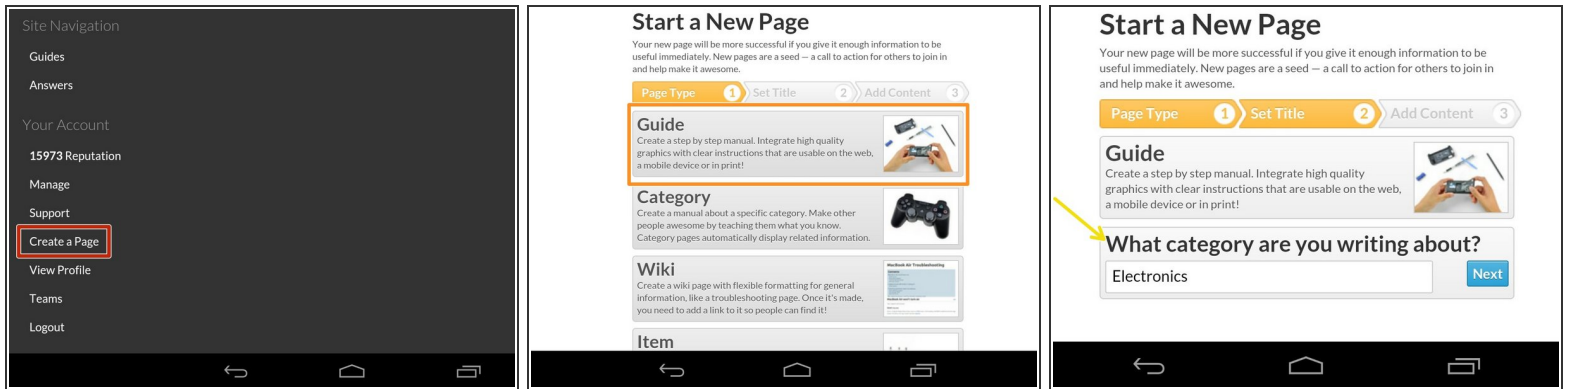 Site Navigation
Guides
Answers
Your Account
15973 Reputation
Manage
Support
Create a Page
View Profile
Teams
Logout
Start a New Page
Your new page will be more successful if you give it enough information to be
useful immediately. New pages are a seed — a call to action for others to join in
and help make it awesome.
Page Type 1 Set Title 2 Add Content 3
Guide
Create a step by step manual. Integrate high quality
graphics with clear instructions that are usable on the web,
a mobile device or in print!
Category
Create a manual about a specific category. Make other
people awesome by teaching them what you know.
Category pages automatically display related information.
Wiki
Create a wiki page with flexible formatting for general
information, like a troubleshooting page. Once it's made,
you need to add a link to it so people can find it!
MacBook Air Troubleshooting
Item
Start a New Page
Your new page will be more successful if you give it enough information to be
useful immediately. New pages are a seed — a call to action for others to join in
and help make it awesome.
Page Type 1 Set Title 2 Add Content 3
Guide
Create a step by step manual. Integrate high quality
graphics with clear instructions that are usable on the web,
a mobile device or in print!
What category are you writing about?
Electronics
Next